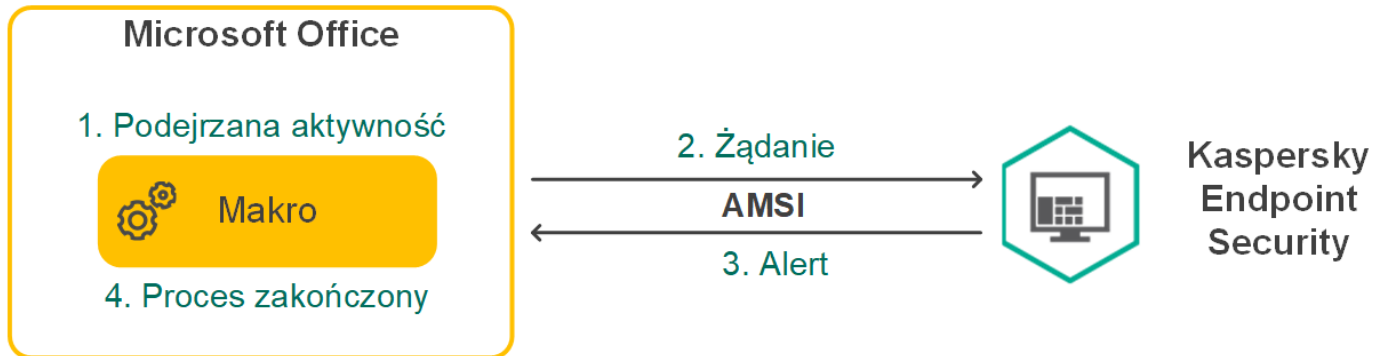 Microsoft Office
1. Podejrzana aktywność
Makro
4. Proces zakończony
2. Żądanie
AMSI
3. Alert
Kaspersky
Endpoint
Security